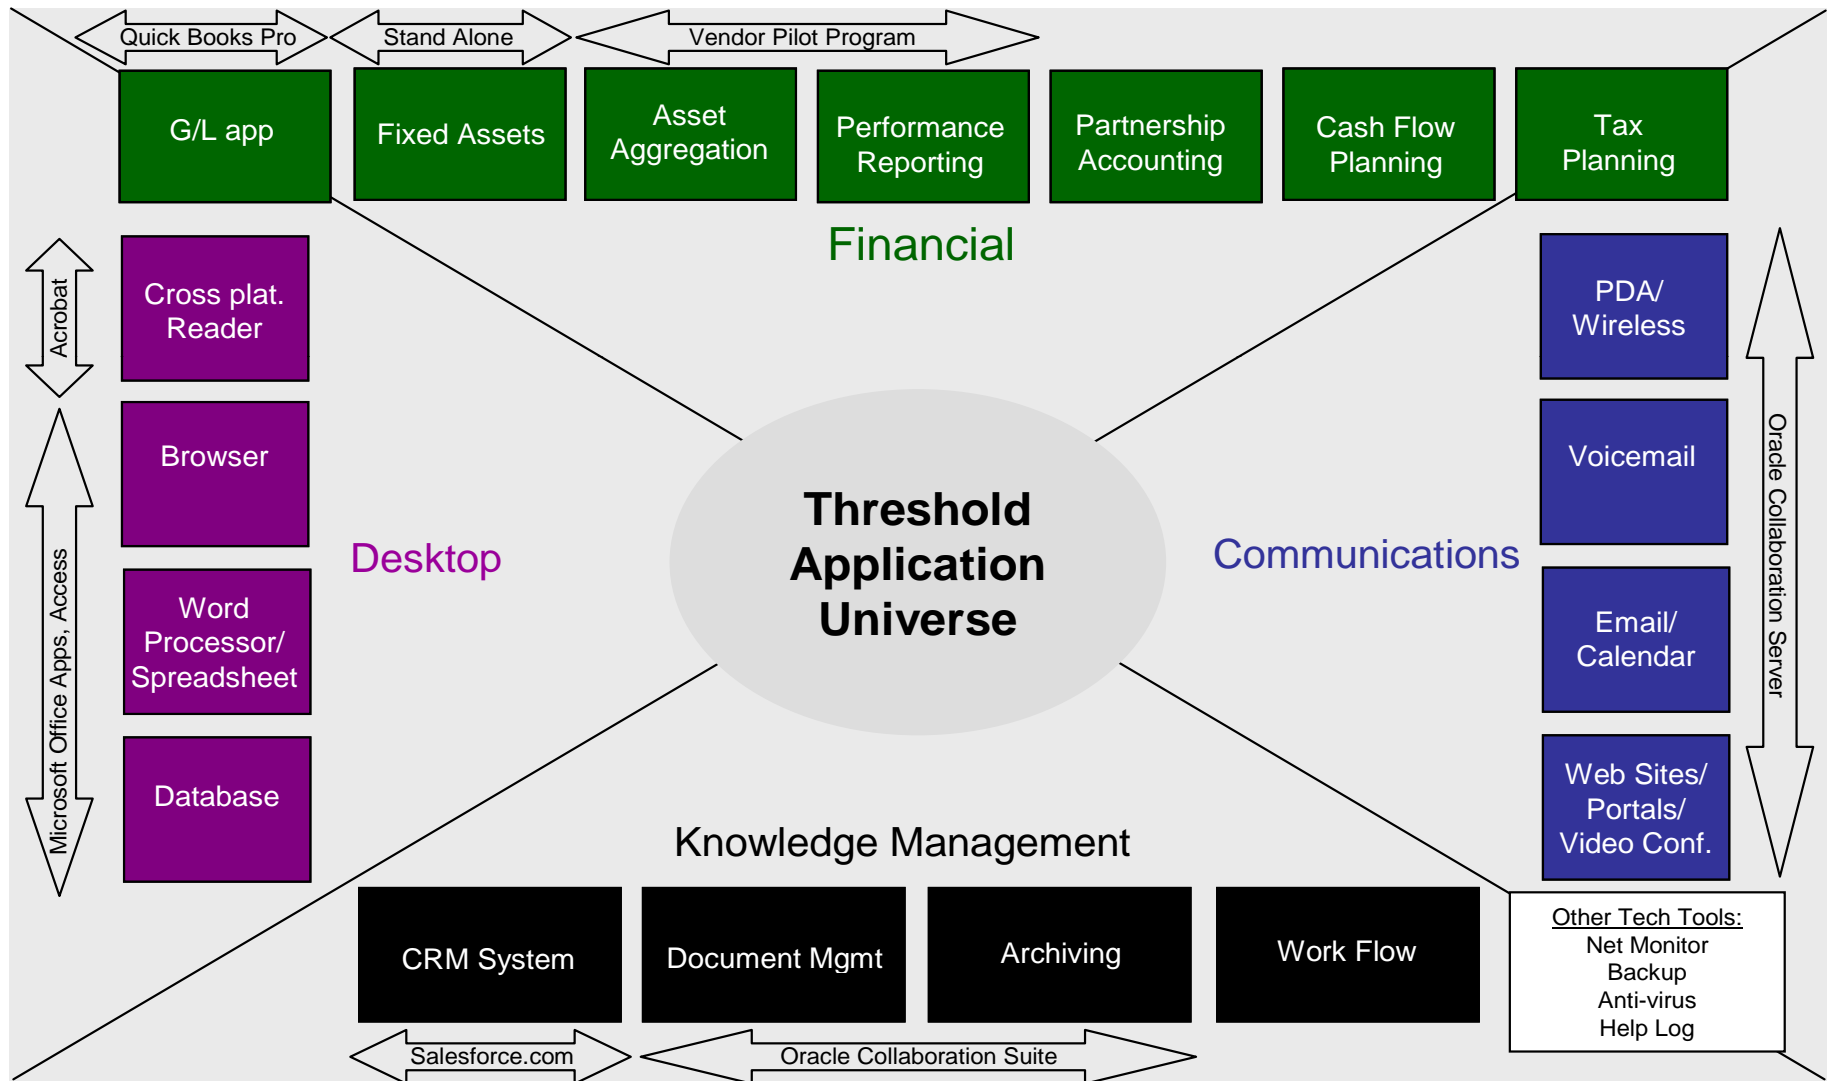 Quick Books Pro
Stand Alone
Vendor Pilot Program
G/L app
Fixed Assets
Asset
Aggregation
Performance
Reporting
Partnership
Accounting
Cash Flow
Planning
Tax
Planning
Financial
Acrobat
Cross plat.
Reader
Browser
Word
Processor/
Spreadsheet
Database
Microsoft Office Apps, Access
Desktop
Threshold
Application
Universe
Communications
PDA/
Wireless
Voicemail
Email/
Calendar
Web Sites/
Portals/
Video Conf.
Oracle Collaboration Server
Knowledge Management
CRM System
Document Mgmt
Archiving
Work Flow
Salesforce.com
Oracle Collaboration Suite
Other Tech Tools:
Net Monitor
Backup
Anti-virus
Help Log